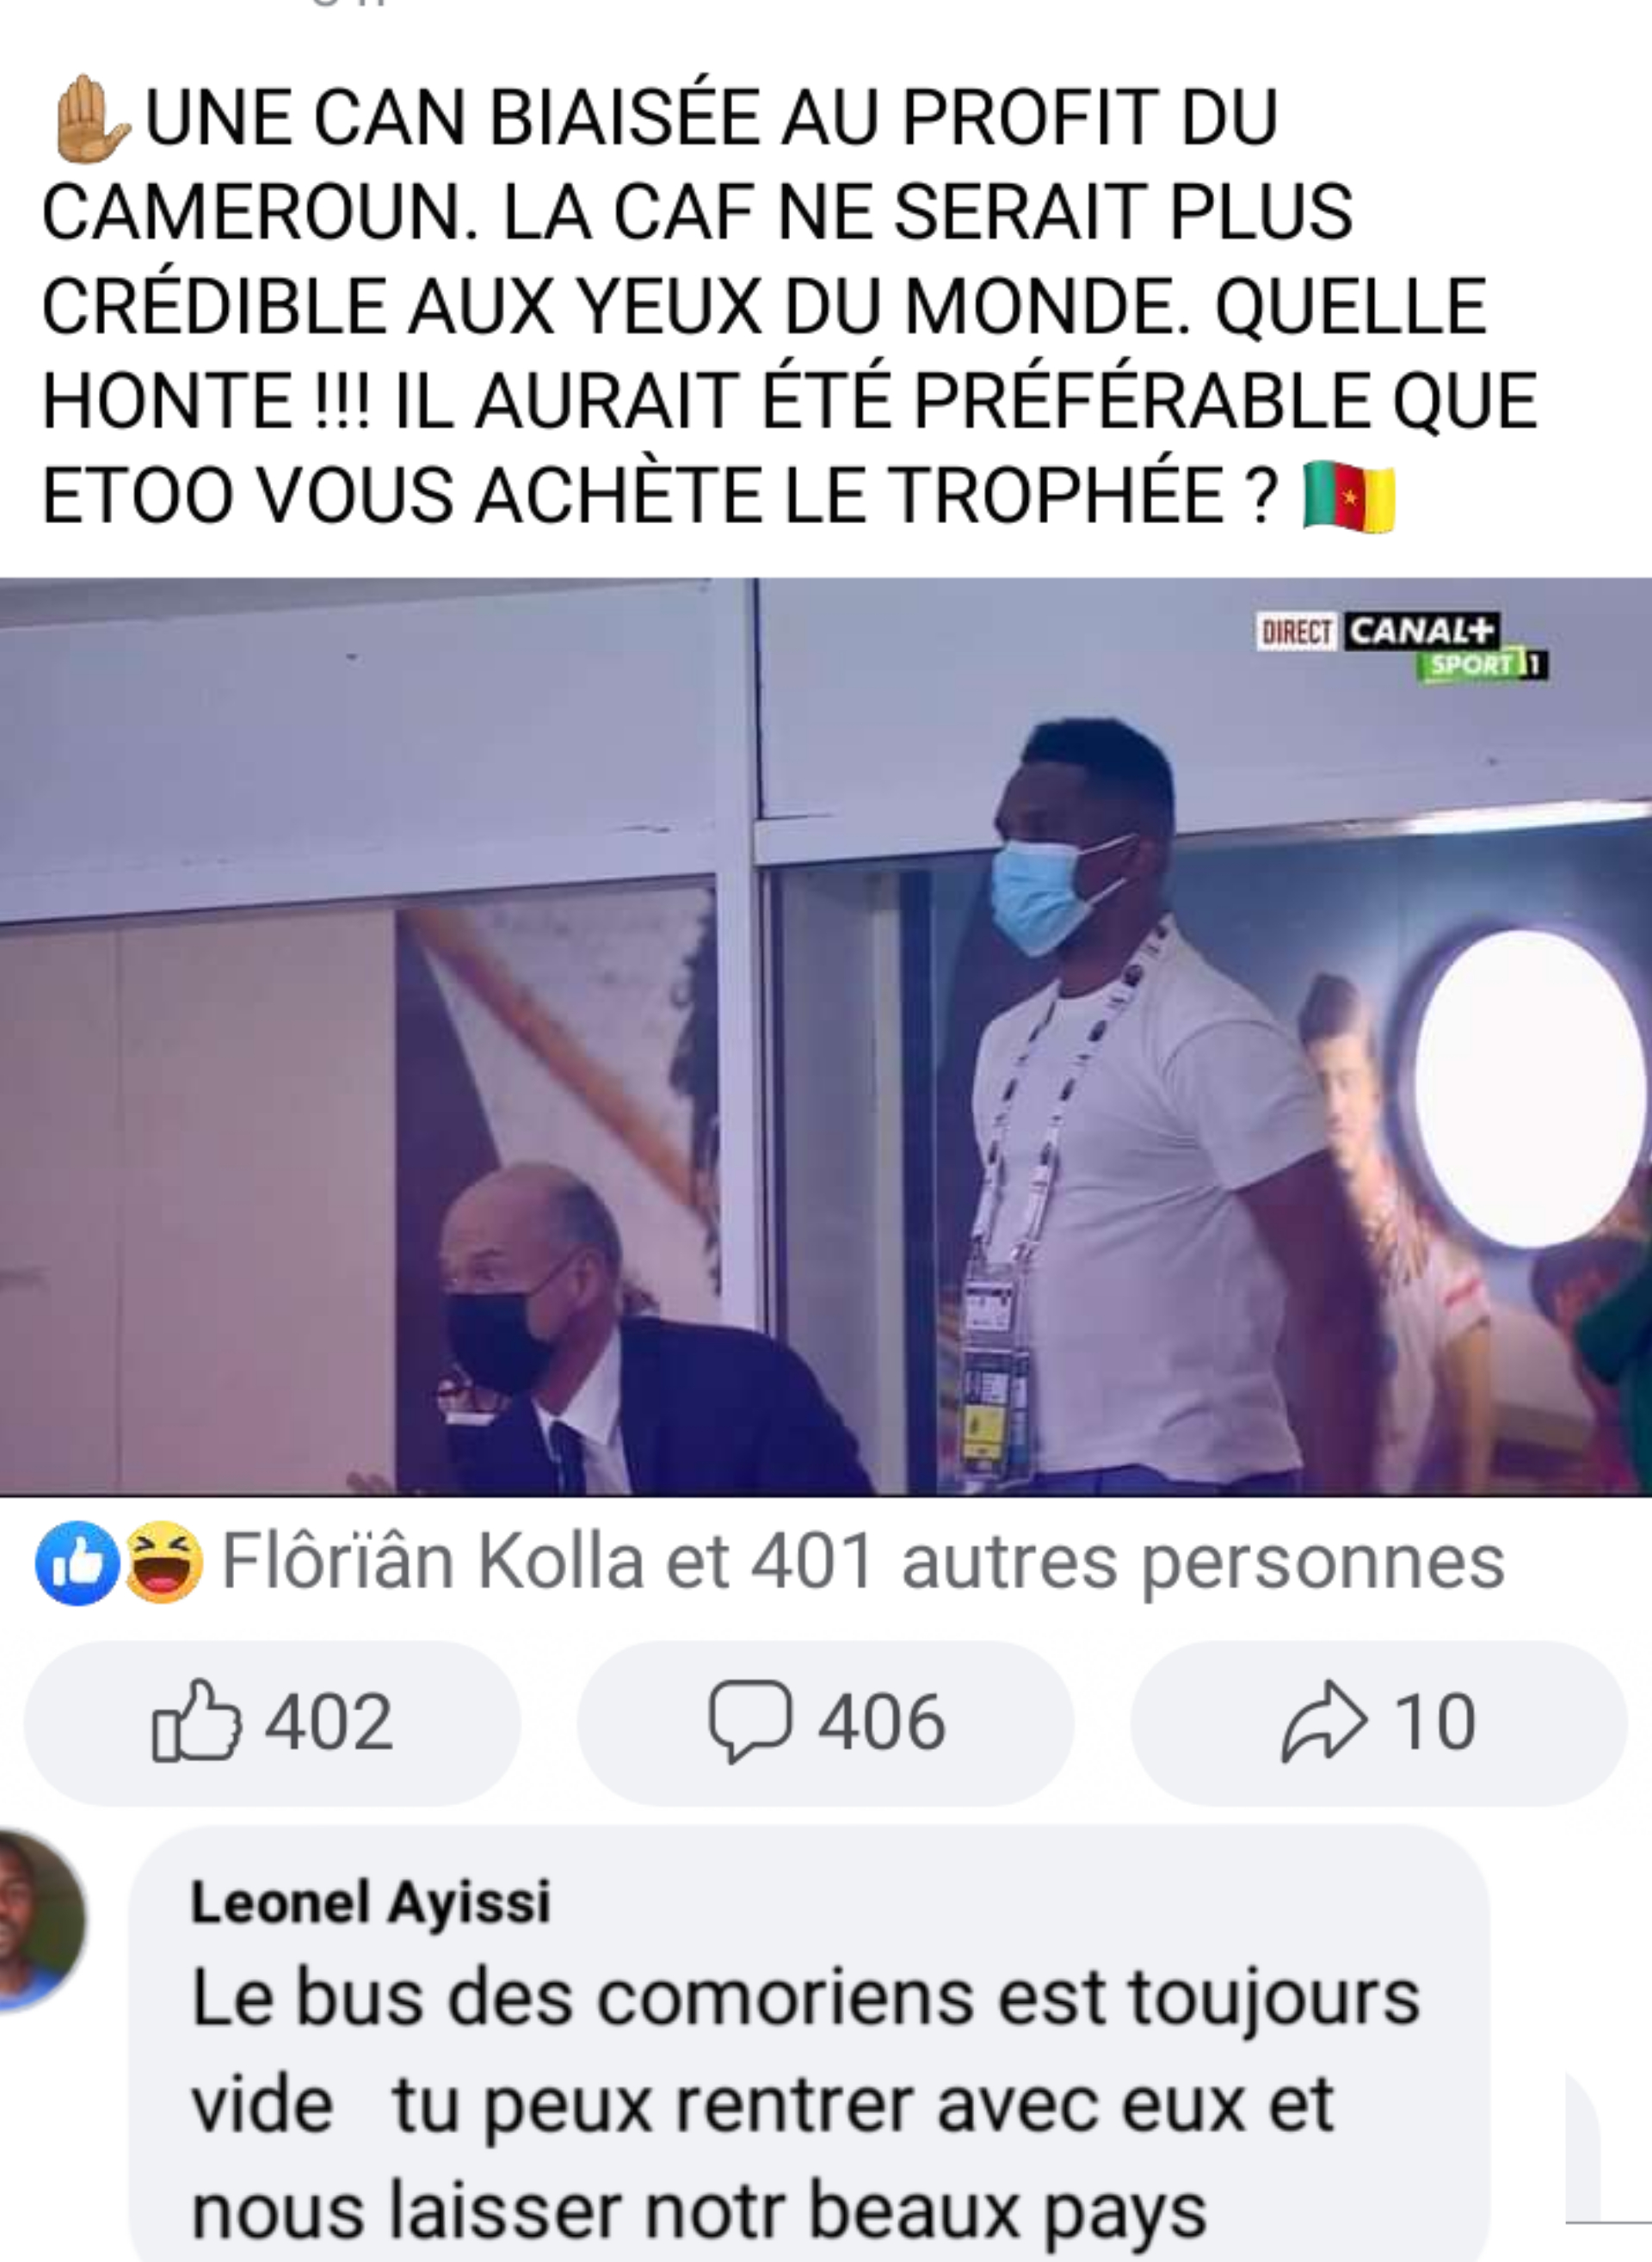 ✋🏽UNE CAN BIAISÉE AU PROFIT DU
CAMEROUN. LA CAF NE SERAIT PLUS
CRÉDIBLE AUX YEUX DU MONDE. QUELLE
HONTE !!! IL AURAIT ÉTÉ PRÉFÉRABLE QUE
ETOO VOUS ACHÈTE LE TROPHÉE ? 🇨🇲
DIRECT CANAL+
SPORT 1
Flôrïân Kolla et 401 autres personnes
402 406 10
Leonel Ayissi
Le bus des comoriens est toujours
vide tu peux rentrer avec eux et
nous laisser notr beaux pays